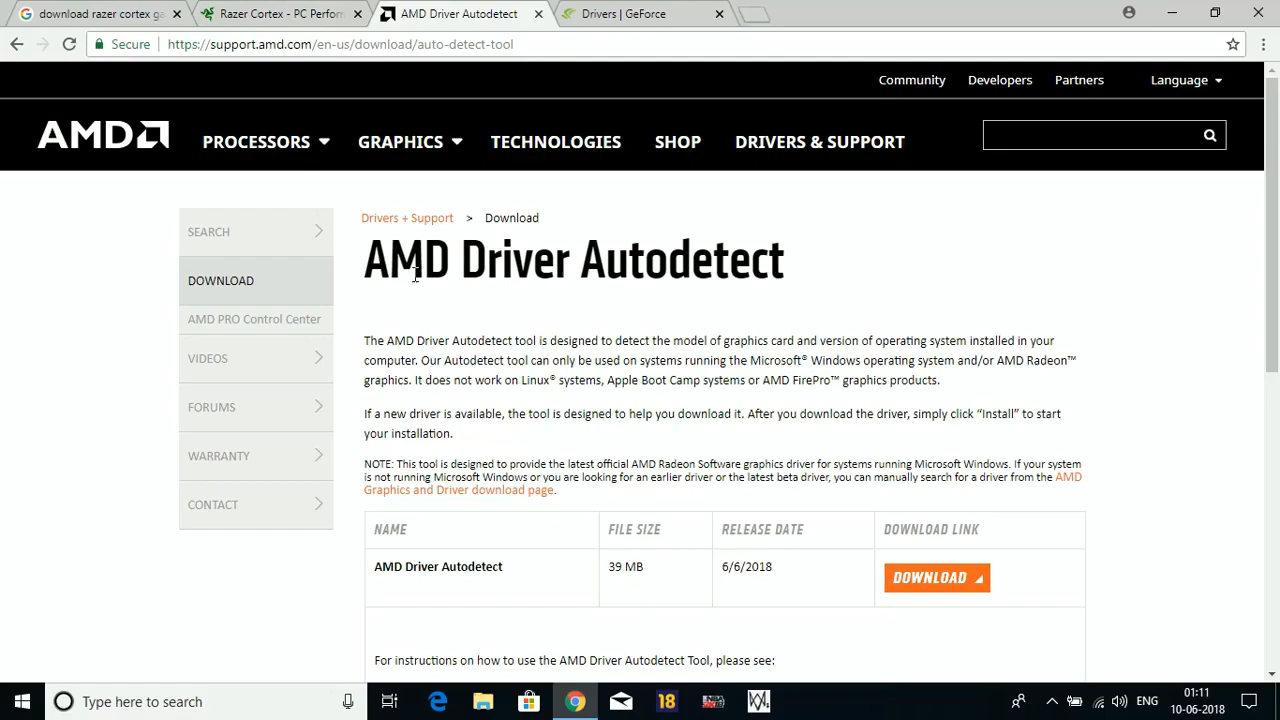 download razor cortex ga
Razer Cortex - PC Perform
AMD Driver Autodetect
Drivers | GeForce
Secure
https://support.amd.com/en-us/download/auto-detect-tool
Community
Developers
Partners
Language
AMD
PROCESSORS
GRAPHICS
TECHNOLOGIES
SHOP
DRIVERS & SUPPORT
SEARCH
DOWNLOAD
AMD PRO Control Center
VIDEOS
FORUMS
WARRANTY
CONTACT
Drivers + Support > Download
AMD Driver Autodetect
The AMD Driver Autodetect tool is designed to detect the model of graphics card and version of operating system installed in your
computer. Our Autodetect tool can only be used on systems running the Microsoft® Windows operating system and/or AMD Radeon™
graphics. It does not work on Linux® systems, Apple Boot Camp systems or AMD FirePro™ graphics products.
If a new driver is available, the tool is designed to help you download it. After you download the driver, simply click “Install” to start
your installation.
NOTE: This tool is designed to provide the latest official AMD Radeon Software graphics driver for systems running Microsoft Windows. If your system
is not running Microsoft Windows or you are looking for an earlier driver or the latest beta driver, you can manually search for a driver from the AMD
Graphics and Driver download page.
NAME FILE SIZE RELEASE DATE DOWNLOAD LINK
AMD Driver Autodetect 39 MB 6/6/2018 DOWNLOAD
For instructions on how to use the AMD Driver Autodetect Tool, please see:
Type here to search
18
ENG
01:11
10-06-2018